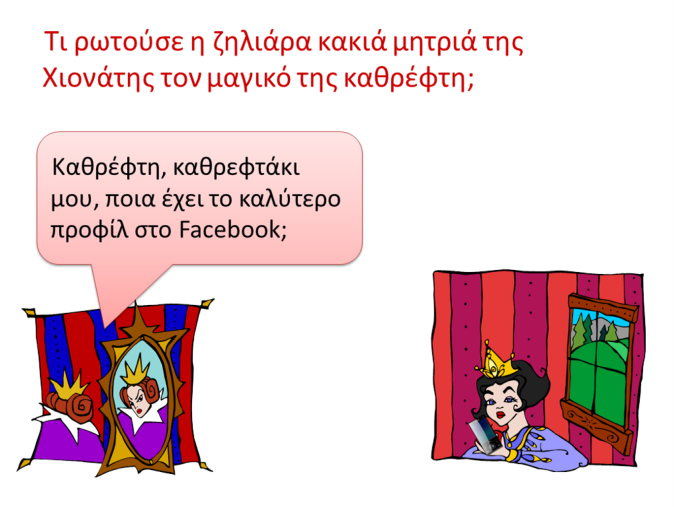 Τι ρωτούσε η ζηλιάρα κακιά μητριά της
Χιονάτης τον μαγικό της καθρέφτη;
Καθρέφτη, καθρεφτάκι
μου, ποια έχει το καλύτερο
προφίλ στο Facebook;